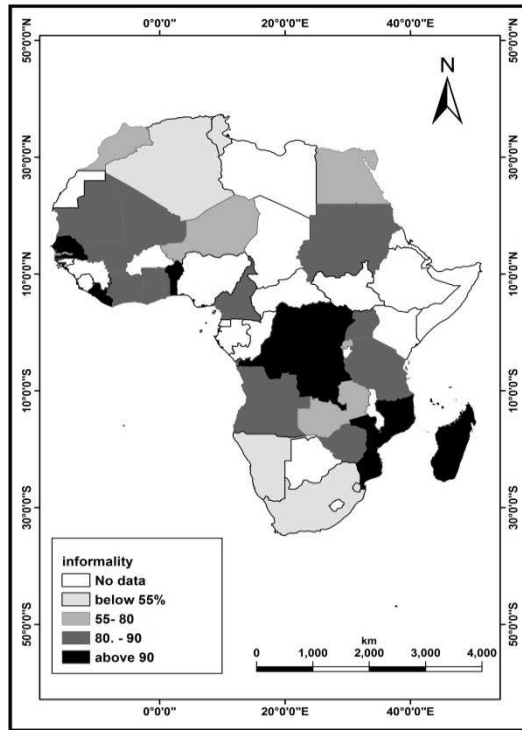 0°0'0" 20°0'0"E 40°0'0"E
50°0'0"N
50°0'0"N
N
30°0'0"N
30°0'0"N
10°0'0"N
10°0'0"N
10°0'0"S
10°0'0"S
30°0'0"S
30°0'0"S
50°0'0"S
50°0'0"S
informality
No data
below 55%
55- 80
80. - 90
above 90
km
0 1,000 2,000 3,000 4,000
0°0'0" 20°0'0"E 40°0'0"E